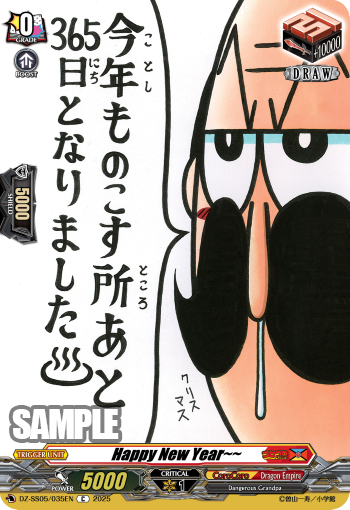 0
GRADE
BOOST
+10000
DRAW
5000
SHIELD
今年ものこす所あと
ことし
ところ
365日となりました♨
にち
クリス
マス
SAMPLE
TRIGGER UNIT
Happy New Year~~
POWER 5000
CRITICAL
1
CoroCoro
Dragon Empire
Dangerous Grandpa
DZ-SS05/035EN C 2025
©曽山一寿/小学館